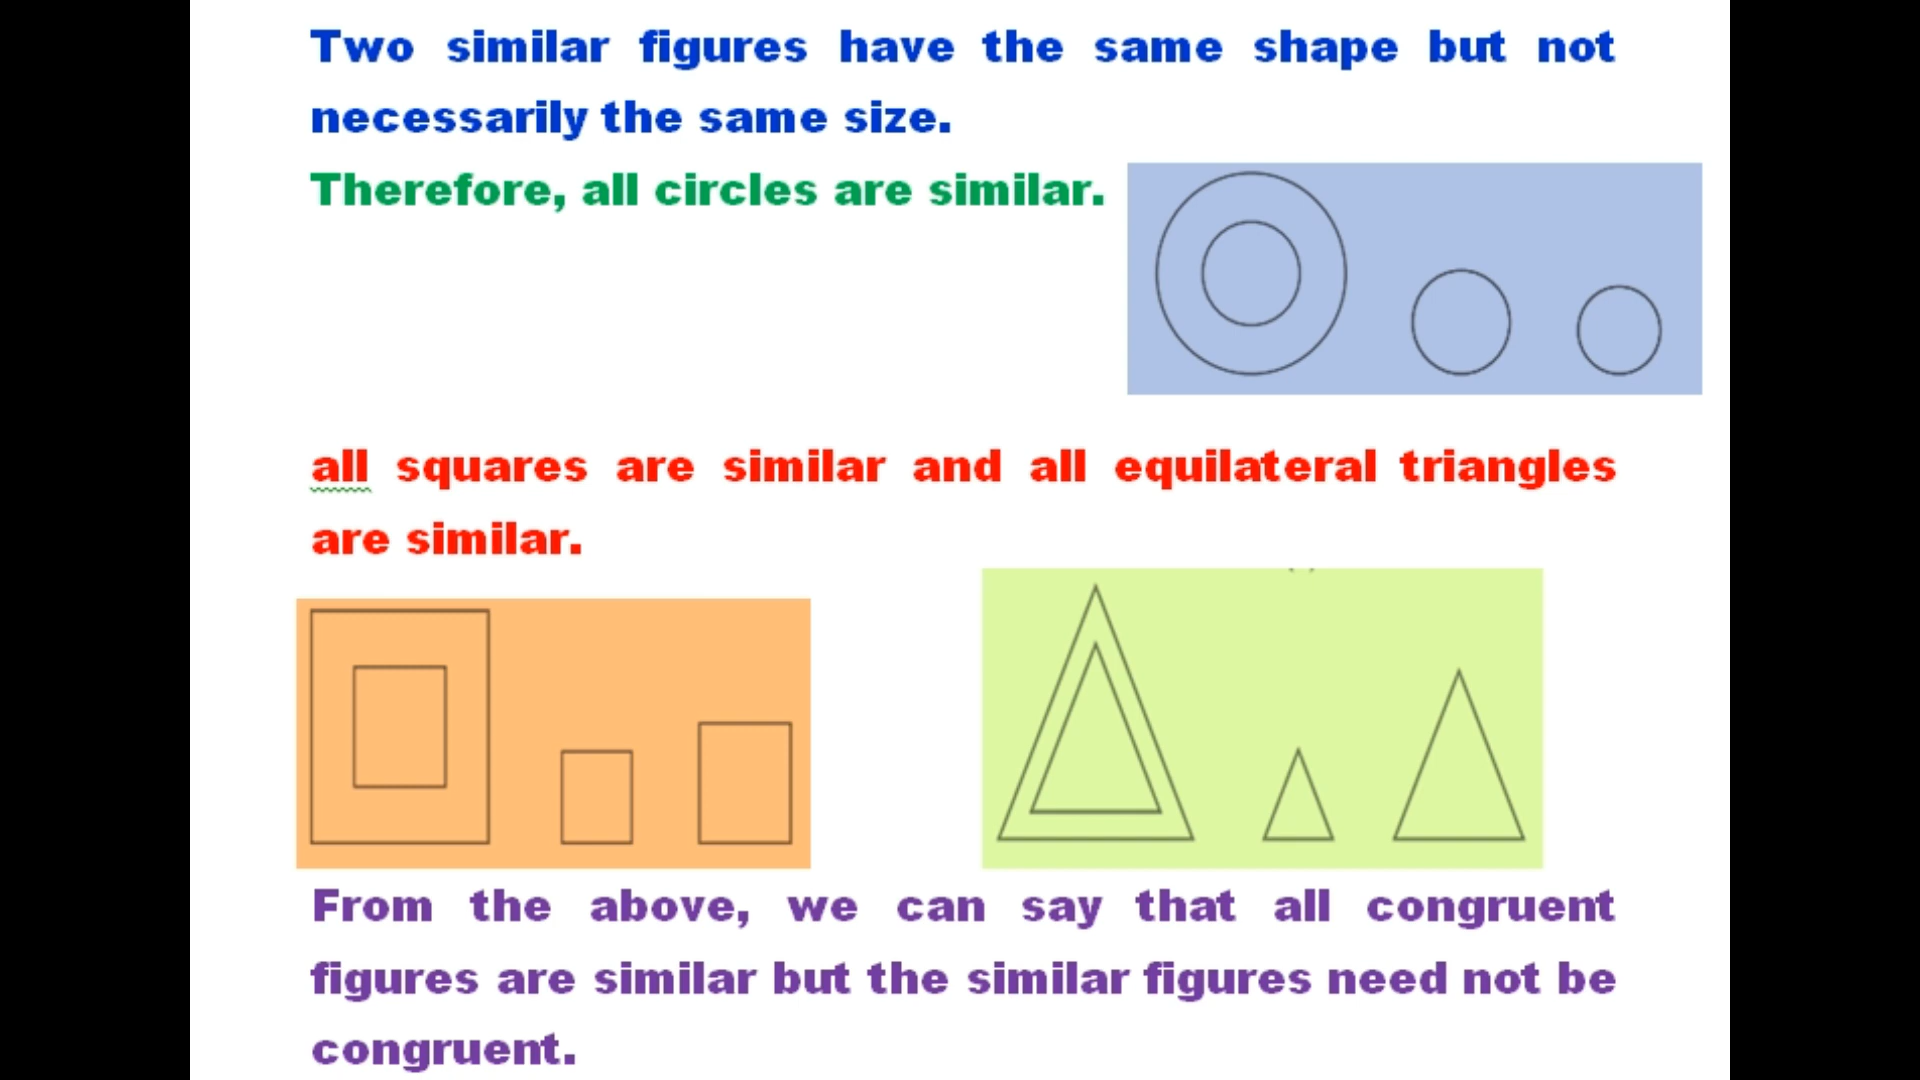 Two similar figures have the same shape but not
necessarily the same size.
Therefore, all circles are similar.
all squares are similar and all equilateral triangles
are similar.
From the above, we can say that all congruent
figures are similar but the similar figures need not be
congruent.